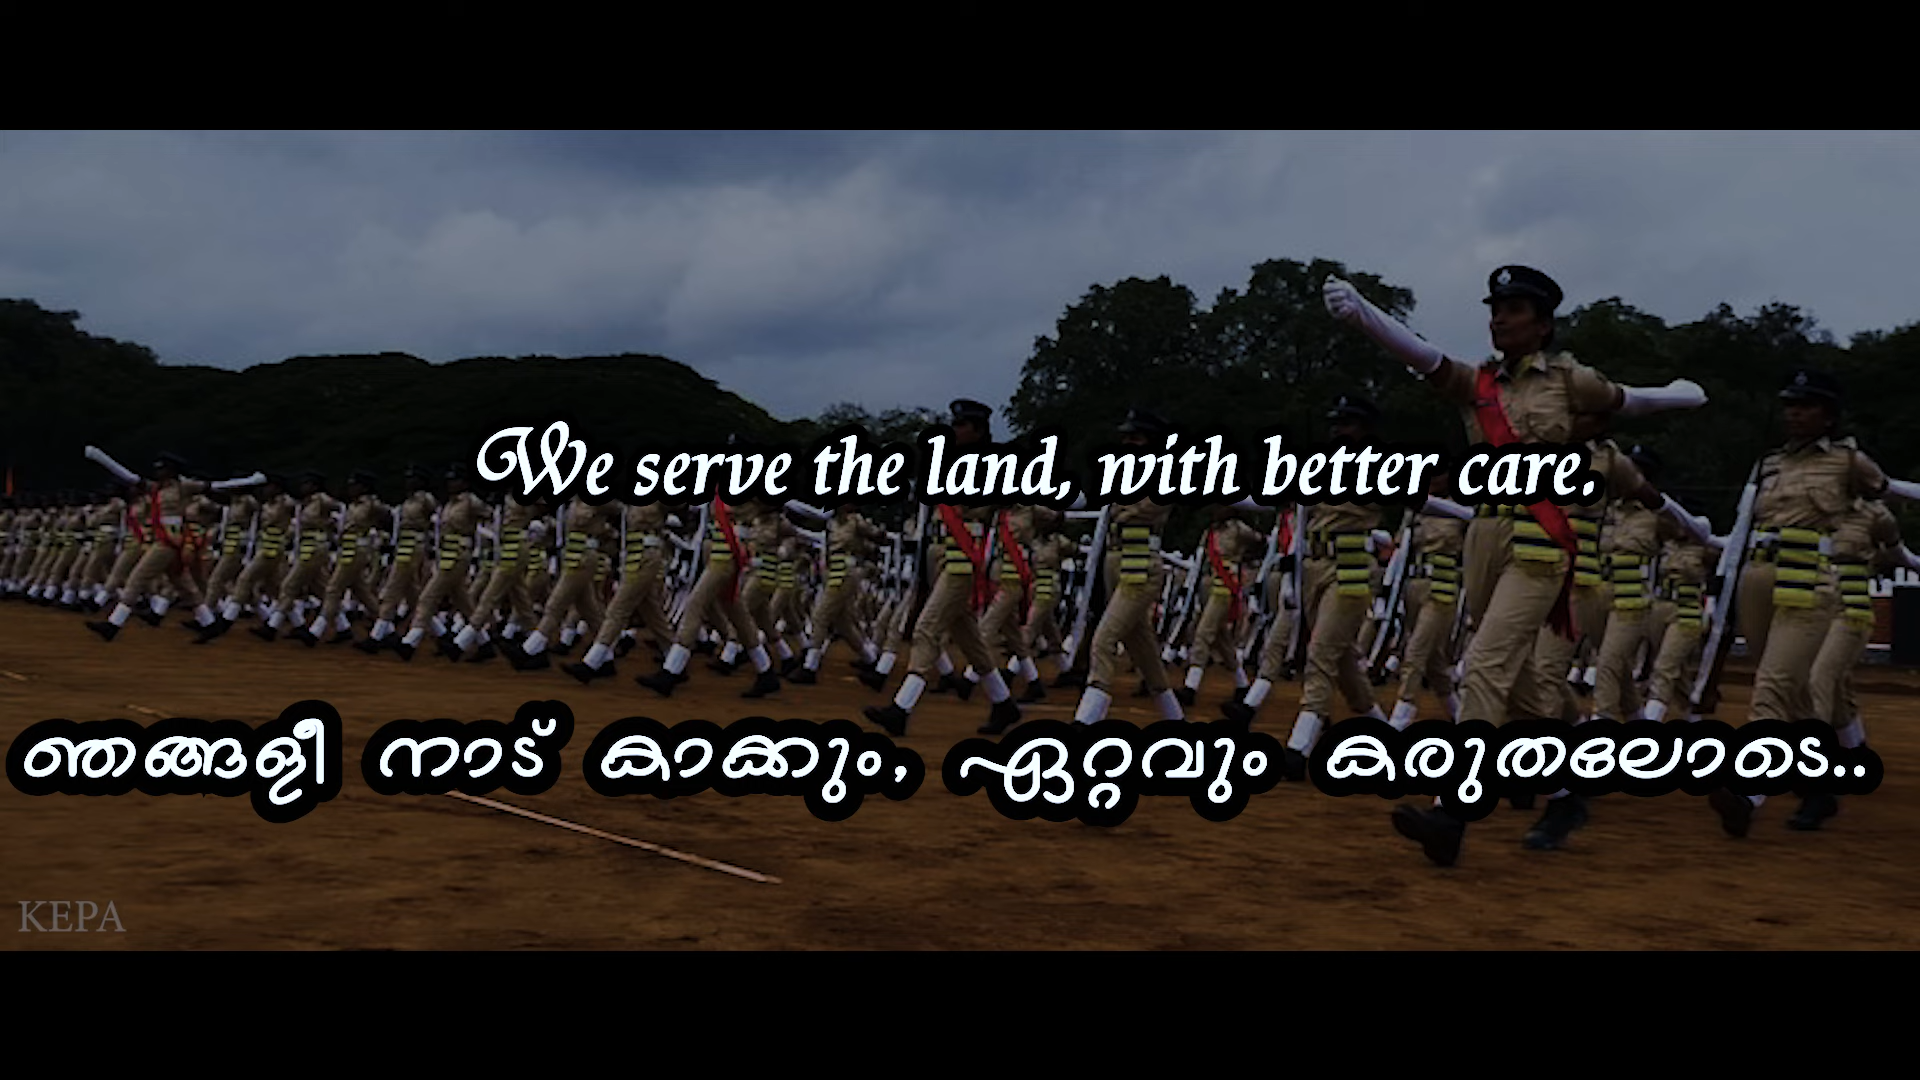 We serve the land, with better care.
ഞങ്ങളീ നാട് കാക്കും, ഏറ്റവും കരുതലോടെ..
KEPA